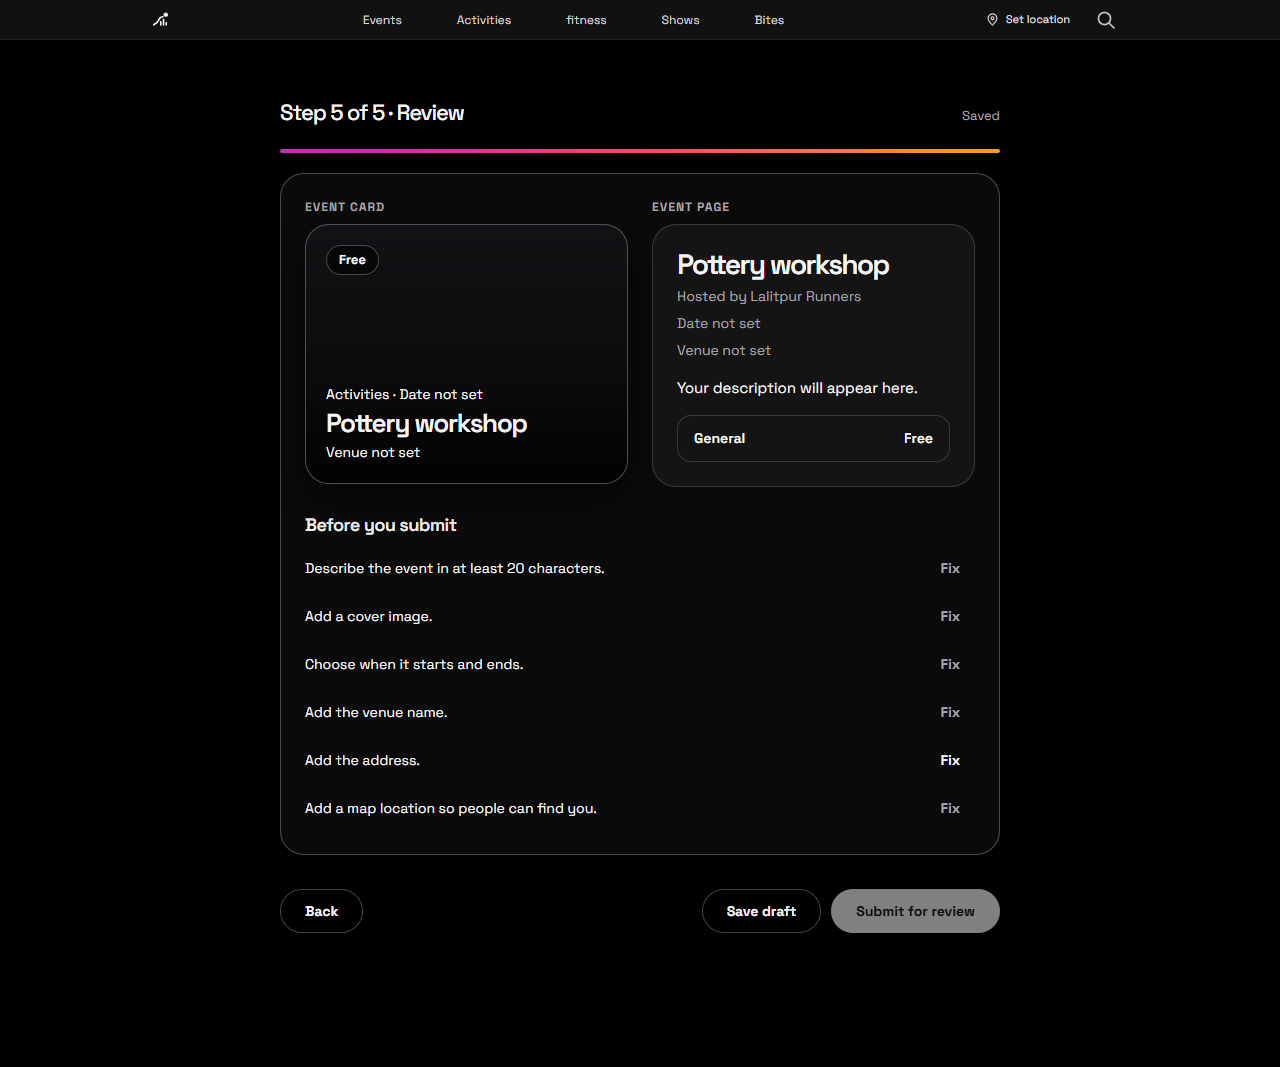 Events
Activities
fitness
Shows
Bites
Set location
Step 5 of 5 · Review
Saved
EVENT CARD
Free
Activities · Date not set
Pottery workshop
Venue not set
EVENT PAGE
Pottery workshop
Hosted by Lalitpur Runners
Date not set
Venue not set
Your description will appear here.
General Free
Before you submit
Describe the event in at least 20 characters. Fix
Add a cover image. Fix
Choose when it starts and ends. Fix
Add the venue name. Fix
Add the address. Fix
Add a map location so people can find you. Fix
Back
Save draft
Submit for review